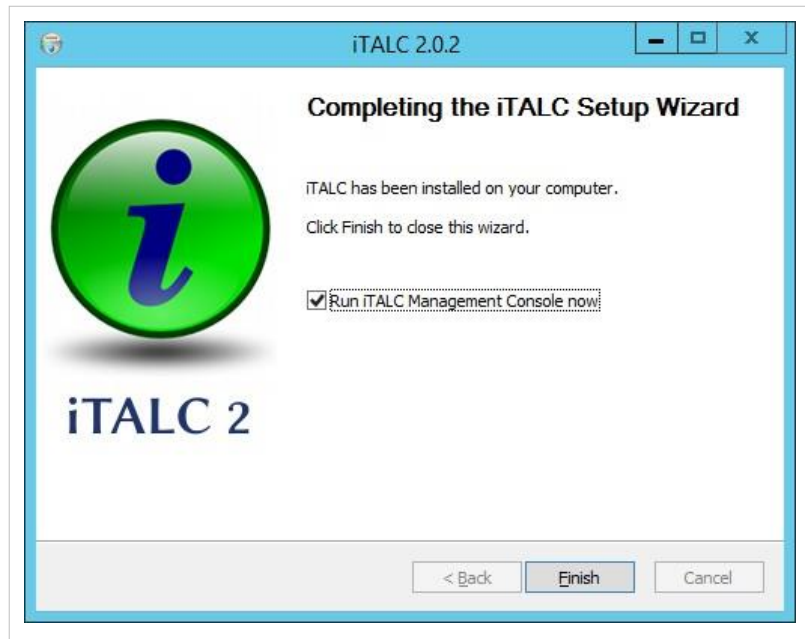 iTALC 2.0.2
Completing the iTALC Setup Wizard
iTALC has been installed on your computer.
Click Finish to close this wizard.
Run iTALC Management Console now
iTALC 2
< Back Finish Cancel